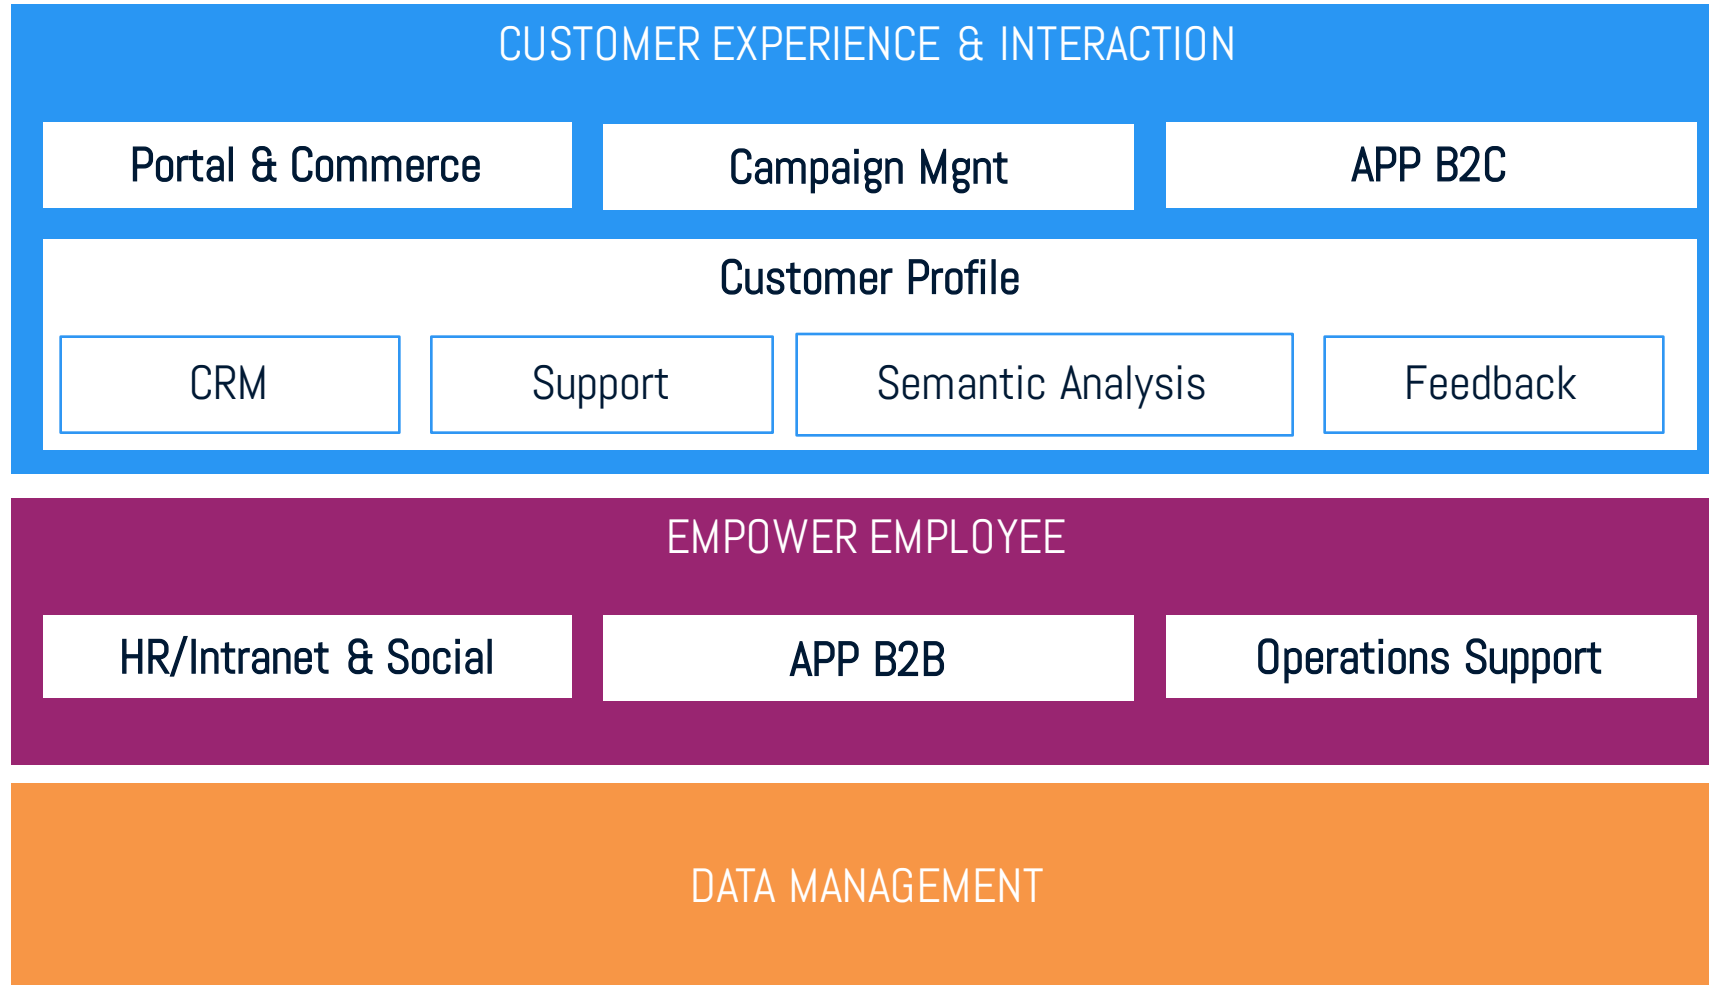 CUSTOMER EXPERIENCE & INTERACTION
Portal & Commerce
Campaign Mgnt
APP B2C
Customer Profile
CRM
Support
Semantic Analysis
Feedback
EMPOWER EMPLOYEE
HR/Intranet & Social
APP B2B
Operations Support
DATA MANAGEMENT